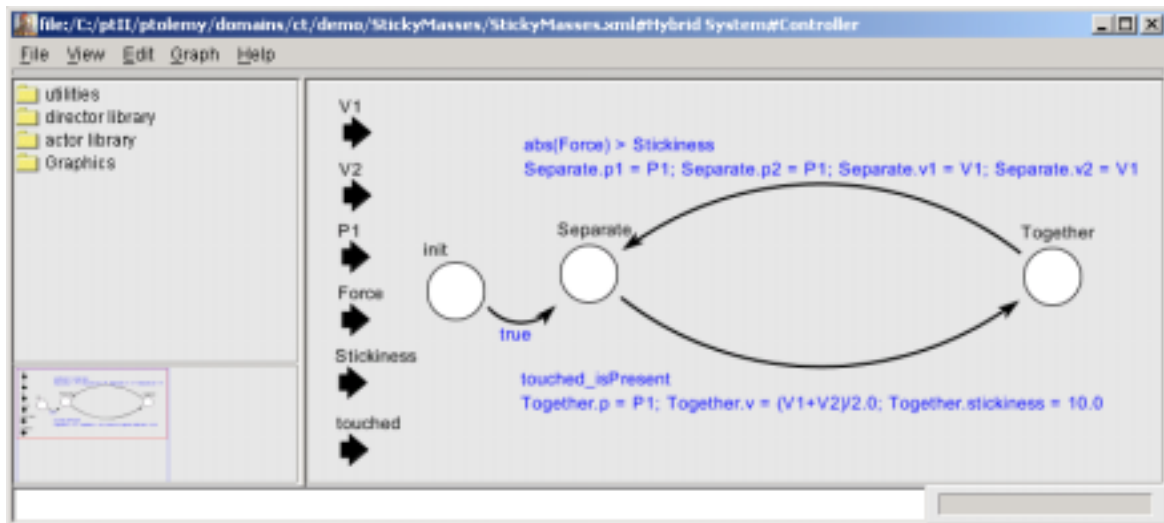 file:/C:/ptII/ptolemy/domains/ct/demo/StickyMasses/StickyMasses.xml#Hybrid System#Controller
File View Edit Graph Help
utilities
director library
actor library
Graphics
V1
V2
P1
Force
Stickiness
touched
abs(Force) > Stickiness
Separate.p1 = P1; Separate.p2 = P1; Separate.v1 = V1; Separate.v2 = V1
init
Separate
Together
true
touched_isPresent
Together.p = P1; Together.v = (V1+V2)/2.0; Together.stickiness = 10.0